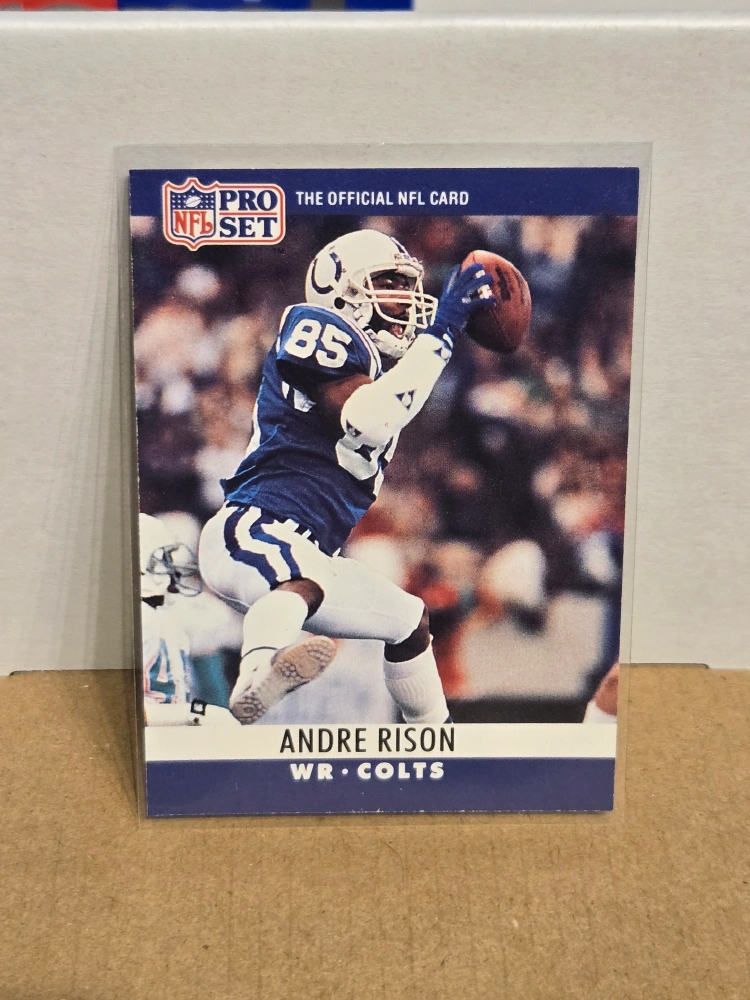 NFL PRO SET
THE OFFICIAL NFL CARD
85
ANDRE RISON
WR · COLTS